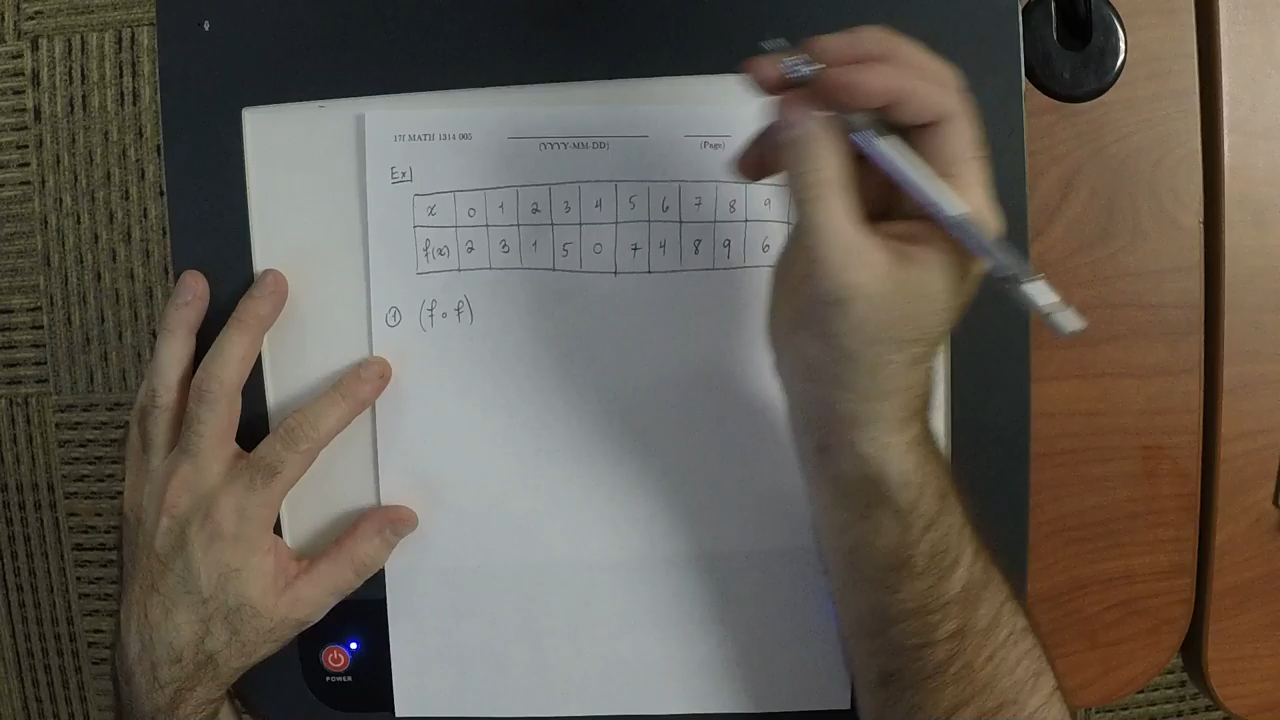 17f MATH 1314 005
(YYYY-MM-DD) (Page)
Ex1
x 0 1 2 3 4 5 6 7 8 9
f(x) 2 3 1 5 0 7 4 8 9 6
① (f∘f)
POWER